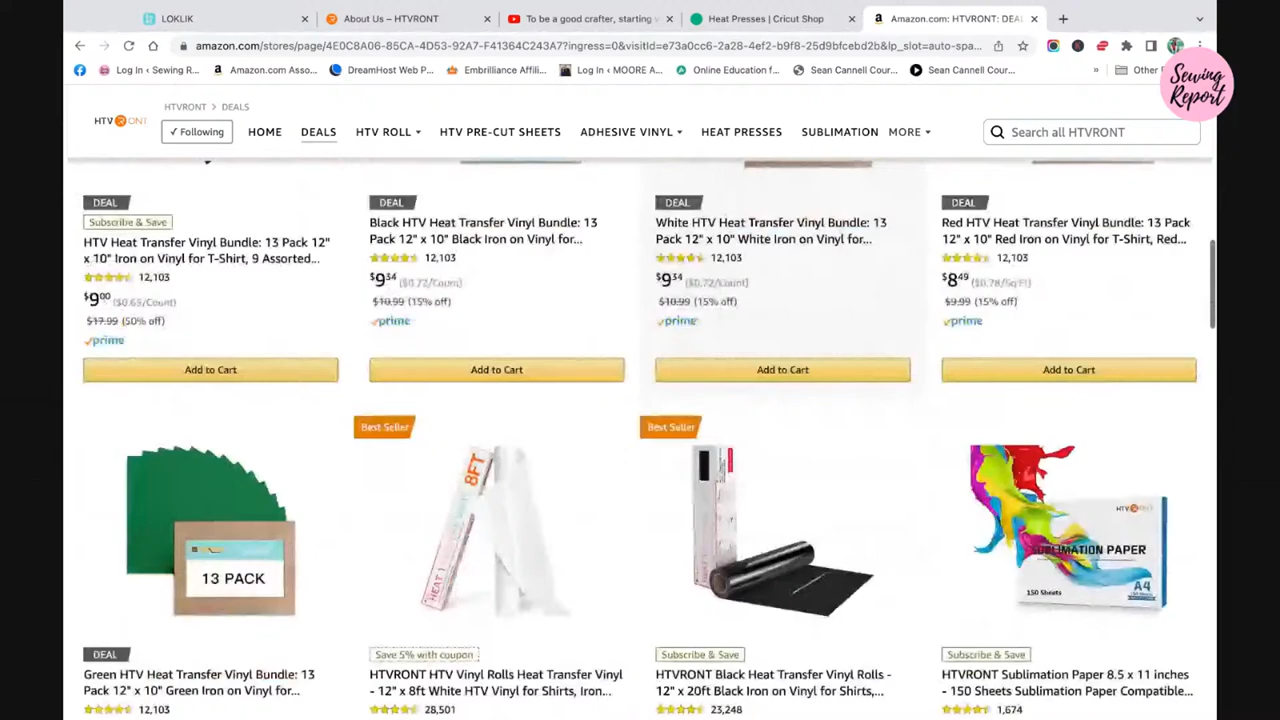 LOKLIK
About Us – HTVRONT
To be a good crafter, starting
Heat Presses | Cricut Shop
Amazon.com: HTVRONT: DEAL
amazon.com/stores/page/4E0C8A06-85CA-4D53-92A7-F41364C243A7?ingress=0&visitId=e73a0cc6-2a28-4ef2-b9f8-25d9bfcebd2b&lp_slot=auto-spa...
Log In ‹ Sewing R...
Amazon.com Asso...
DreamHost Web P...
Embrilliance Affili...
Log In ‹ MOORE A...
Online Education f...
Sean Cannell Cour...
Sean Cannell Cour...
»
Other
Sewing
Report
HTVRONT > DEALS
HTVRONT
✓ Following
HOME
DEALS
HTV ROLL
HTV PRE-CUT SHEETS
ADHESIVE VINYL
HEAT PRESSES
SUBLIMATION
MORE
Search all HTVRONT
DEAL
Subscribe & Save
HTV Heat Transfer Vinyl Bundle: 13 Pack 12"
x 10" Iron on Vinyl for T-Shirt, 9 Assorted...
12,103
$9.00 ($0.69/Count)
$17.99 (50% off)
prime
Add to Cart
DEAL
Black HTV Heat Transfer Vinyl Bundle: 13
Pack 12" x 10" Black Iron on Vinyl for...
12,103
$9.34 ($0.72/Count)
$10.99 (15% off)
prime
Add to Cart
DEAL
White HTV Heat Transfer Vinyl Bundle: 13
Pack 12" x 10" White Iron on Vinyl for...
12,103
$9.34 ($0.72/Count)
$10.99 (15% off)
prime
Add to Cart
DEAL
Red HTV Heat Transfer Vinyl Bundle: 13 Pack
12" x 10" Red Iron on Vinyl for T-Shirt, Red...
12,103
$8.49 ($0.78/Sq Ft)
$9.99 (15% off)
prime
Add to Cart
13 PACK
DEAL
Green HTV Heat Transfer Vinyl Bundle: 13
Pack 12" x 10" Green Iron on Vinyl for...
12,103
Best Seller
8FT
HEAT
Save 5% with coupon
HTVRONT HTV Vinyl Rolls Heat Transfer Vinyl
- 12" x 8ft White HTV Vinyl for Shirts, Iron...
28,501
Best Seller
Subscribe & Save
HTVRONT Black Heat Transfer Vinyl Rolls -
12" x 20ft Black Iron on Vinyl for Shirts,...
23,248
HTVRONT
SUBLIMATION PAPER
150 Sheets
A4
Subscribe & Save
HTVRONT Sublimation Paper 8.5 x 11 inches
- 150 Sheets Sublimation Paper Compatible...
1,674